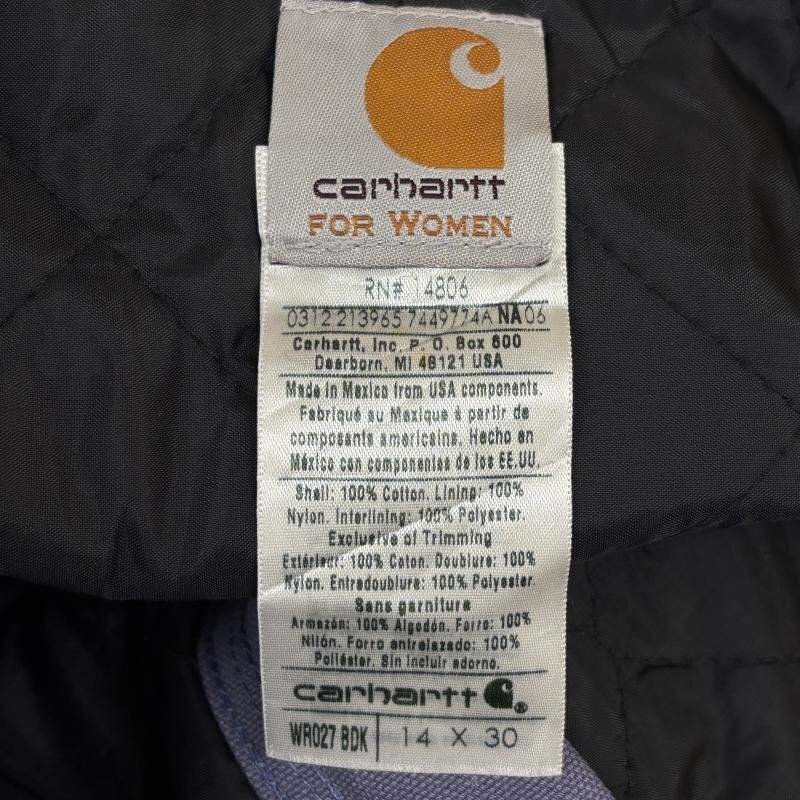 carhartt
FOR WOMEN
RN# 14806
0312 213965 7449774A NA 06
Carhartt, Inc. P. O. Box 600
Dearborn, MI 48121 USA
Made in Mexico from USA components.
Fabriqué au Mexique à partir de
composants americains. Hecho en
México con componentes de los EE.UU.
Shell: 100% Cotton. Lining: 100%
Nylon. Interlining: 100% Polyester.
Exclusive of Trimming
Extérieur: 100% Coton. Doublure: 100%
Nylon. Entredoublure: 100% Polyester.
Sans garniture
Armazón: 100% Algodón. Forro: 100%
Nilón. Forro entrelazado: 100%
Poliéster. Sin incluir adorno.
carhartt ®
WR027 BDK 14 X 30